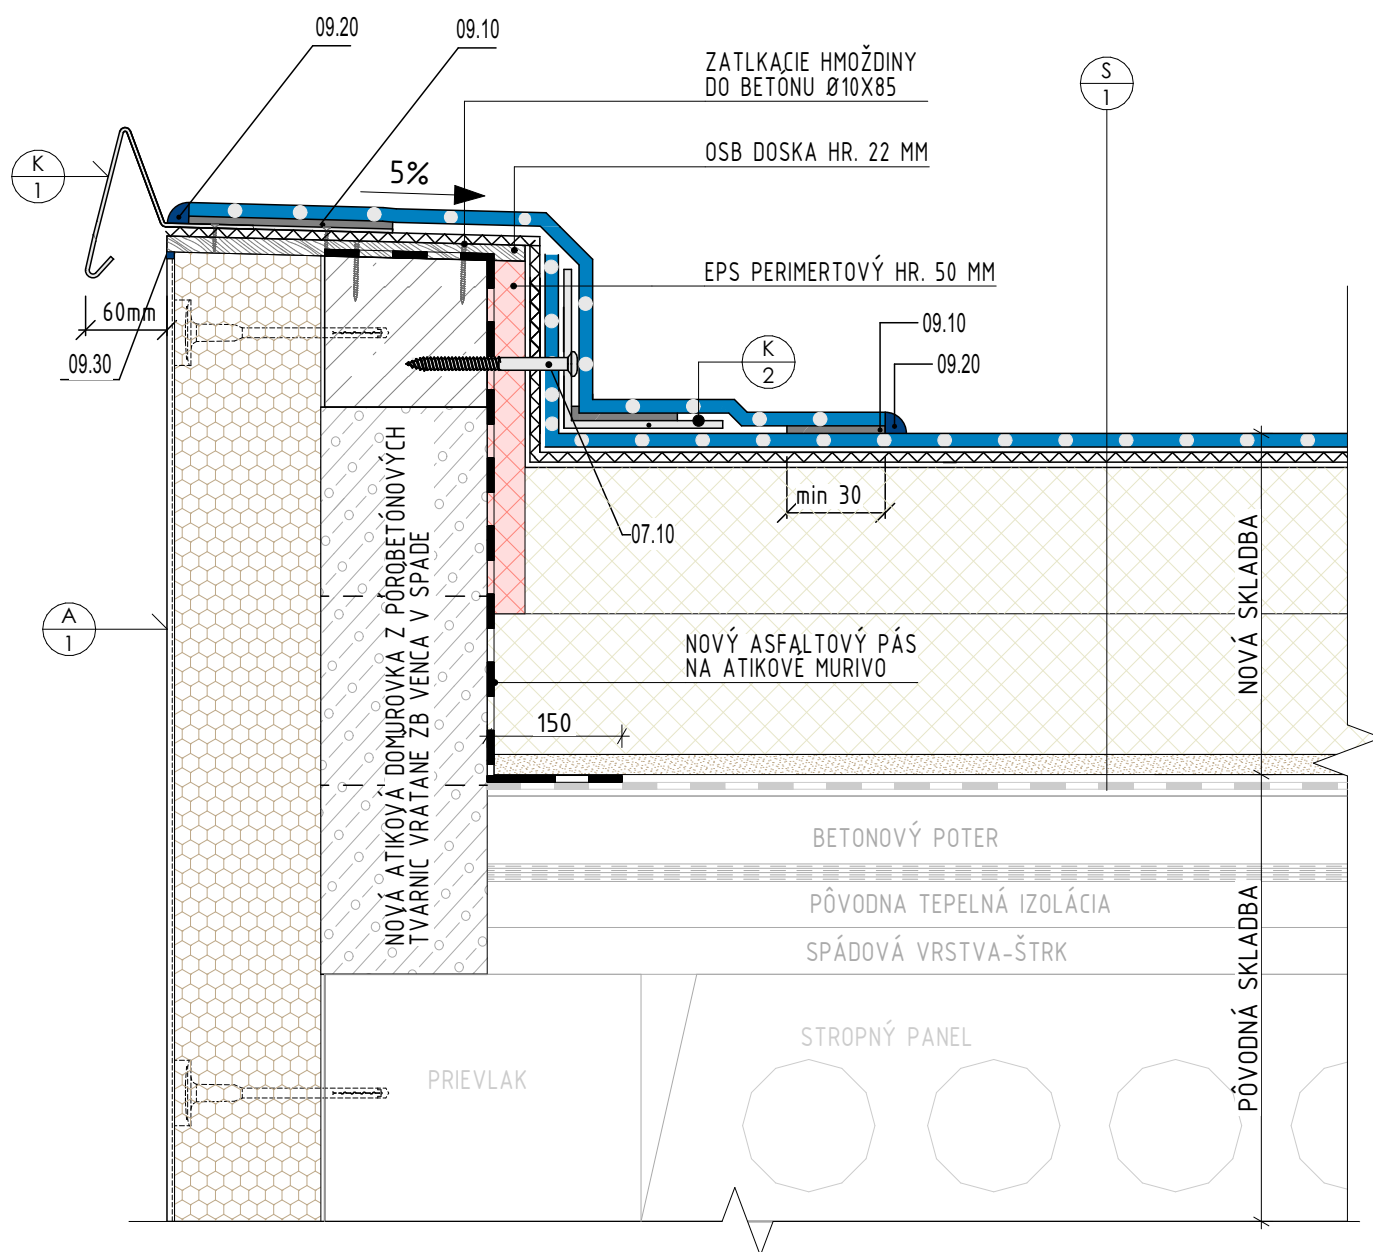 09.20
09.10
ZATLKACIE HMOŽDINY
DO BETÓNU Ø10X85
S
1
K
1
5%
OSB DOSKA HR. 22 MM
EPS PERIMERTOVÝ HR. 50 MM
60mm
09.30
09.10
K
2
09.20
min 30
07.10
NOVÁ ATIKOVÁ DOMUROVKA Z PÓROBETÓNOVÝCH
TVÁRNIC VRÁTANE ŽB VENCA V SPÁDE
NOVÁ SKLADBA
A
1
NOVÝ ASFALTOVÝ PÁS
NA ATIKOVÉ MURIVO
150
BETONOVÝ POTER
PÔVODNA TEPELNÁ IZOLÁCIA
SPÁDOVÁ VRSTVA-ŠTRK
PÔVODNÁ SKLADBA
STROPNÝ PANEL
PRIEVLAK